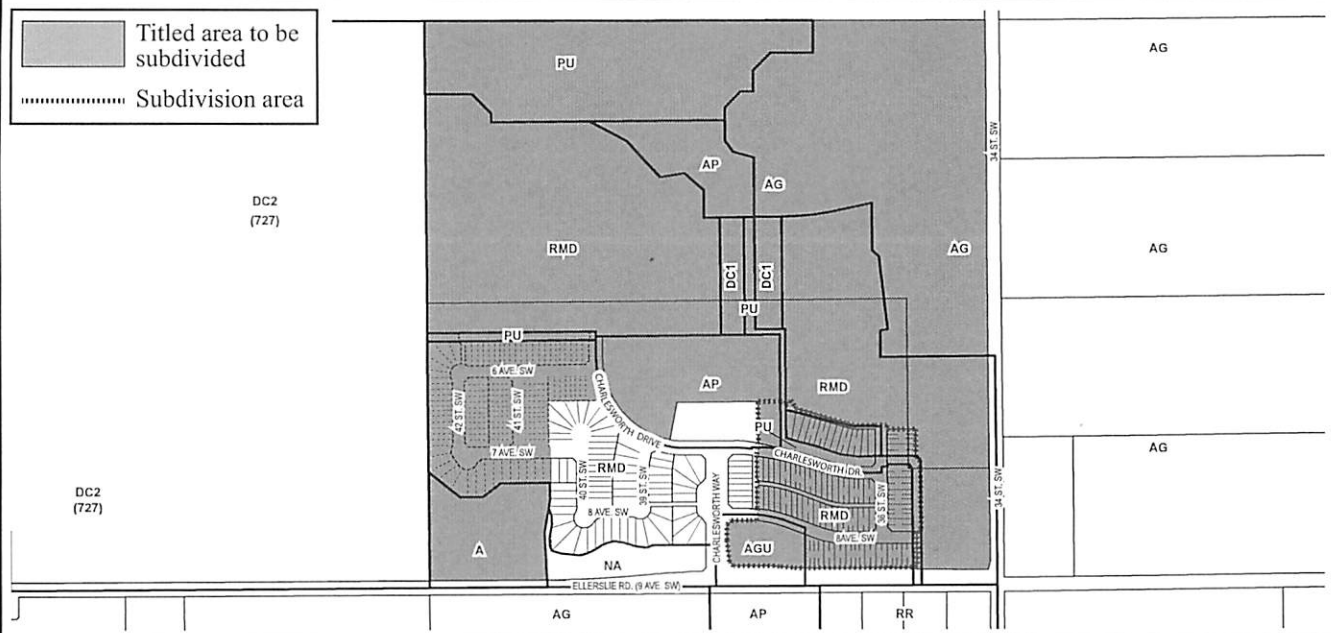 Titled area to be
subdivided
Subdivision area
PU
AG
34 ST. SW
AP
AG
DC2
(727)
RMD
AG
AG
DC1
DC1
PU
PU
6 AVE. SW
CHARLESWORTH DRIVE
AP
RMD
42 ST. SW
41 ST. SW
PU
7 AVE. SW
CHARLESWORTH DR.
AG
RMD
40 ST. SW
39 ST. SW
36 ST. SW
34 ST. SW
DC2
(727)
8 AVE. SW
CHARLESWORTH WAY
RMD
8 AVE. SW
A
AGU
NA
ELLERSLIE RD. (9 AVE. SW)
AG
AP
RR